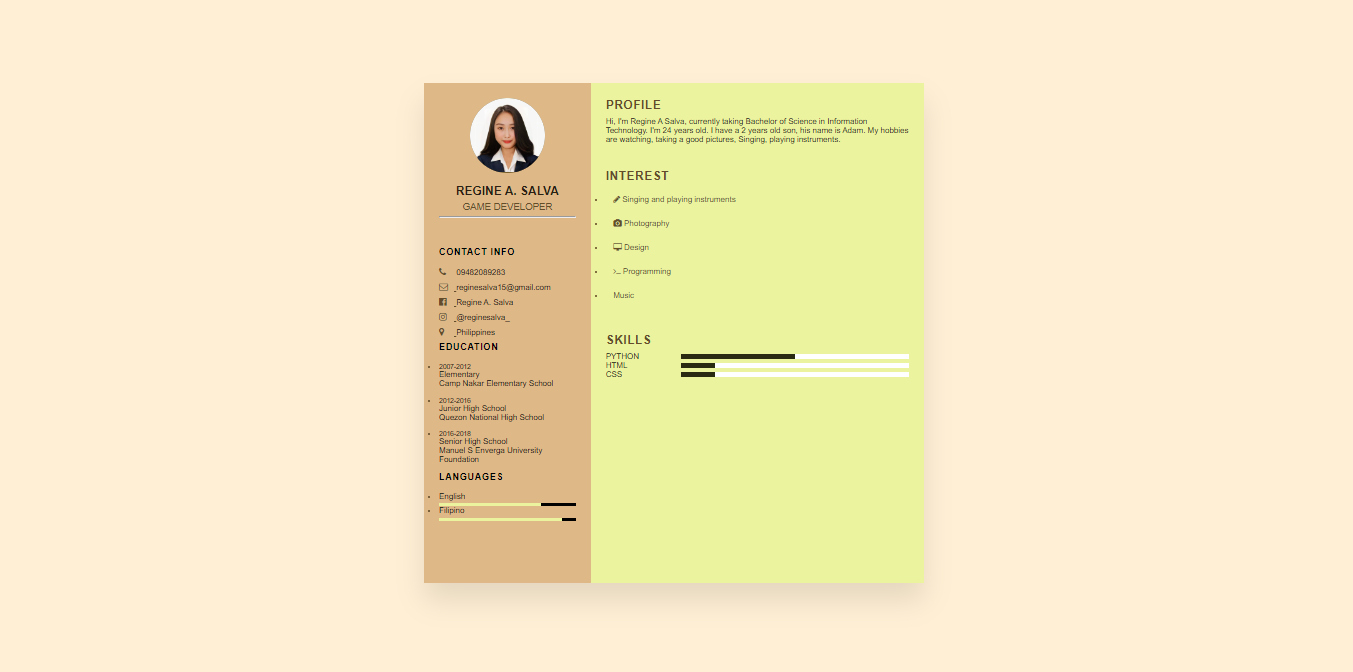 REGINE A. SALVA
GAME DEVELOPER
CONTACT INFO
09482089283
reginesalva15@gmail.com
Regine A. Salva
@reginesalva_
Philippines
EDUCATION
2007-2012
Elementary
Camp Nakar Elementary School
2012-2016
Junior High School
Quezon National High School
2016-2018
Senior High School
Manuel S Enverga University
Foundation
LANGUAGES
English
Filipino
PROFILE
Hi, I'm Regine A Salva, currently taking Bachelor of Science in Information
Technology. I'm 24 years old. I have a 2 years old son, his name is Adam. My hobbies
are watching, taking a good pictures, Singing, playing instruments.
INTEREST
Singing and playing instruments
Photography
Design
Programming
Music
SKILLS
PYTHON
HTML
CSS